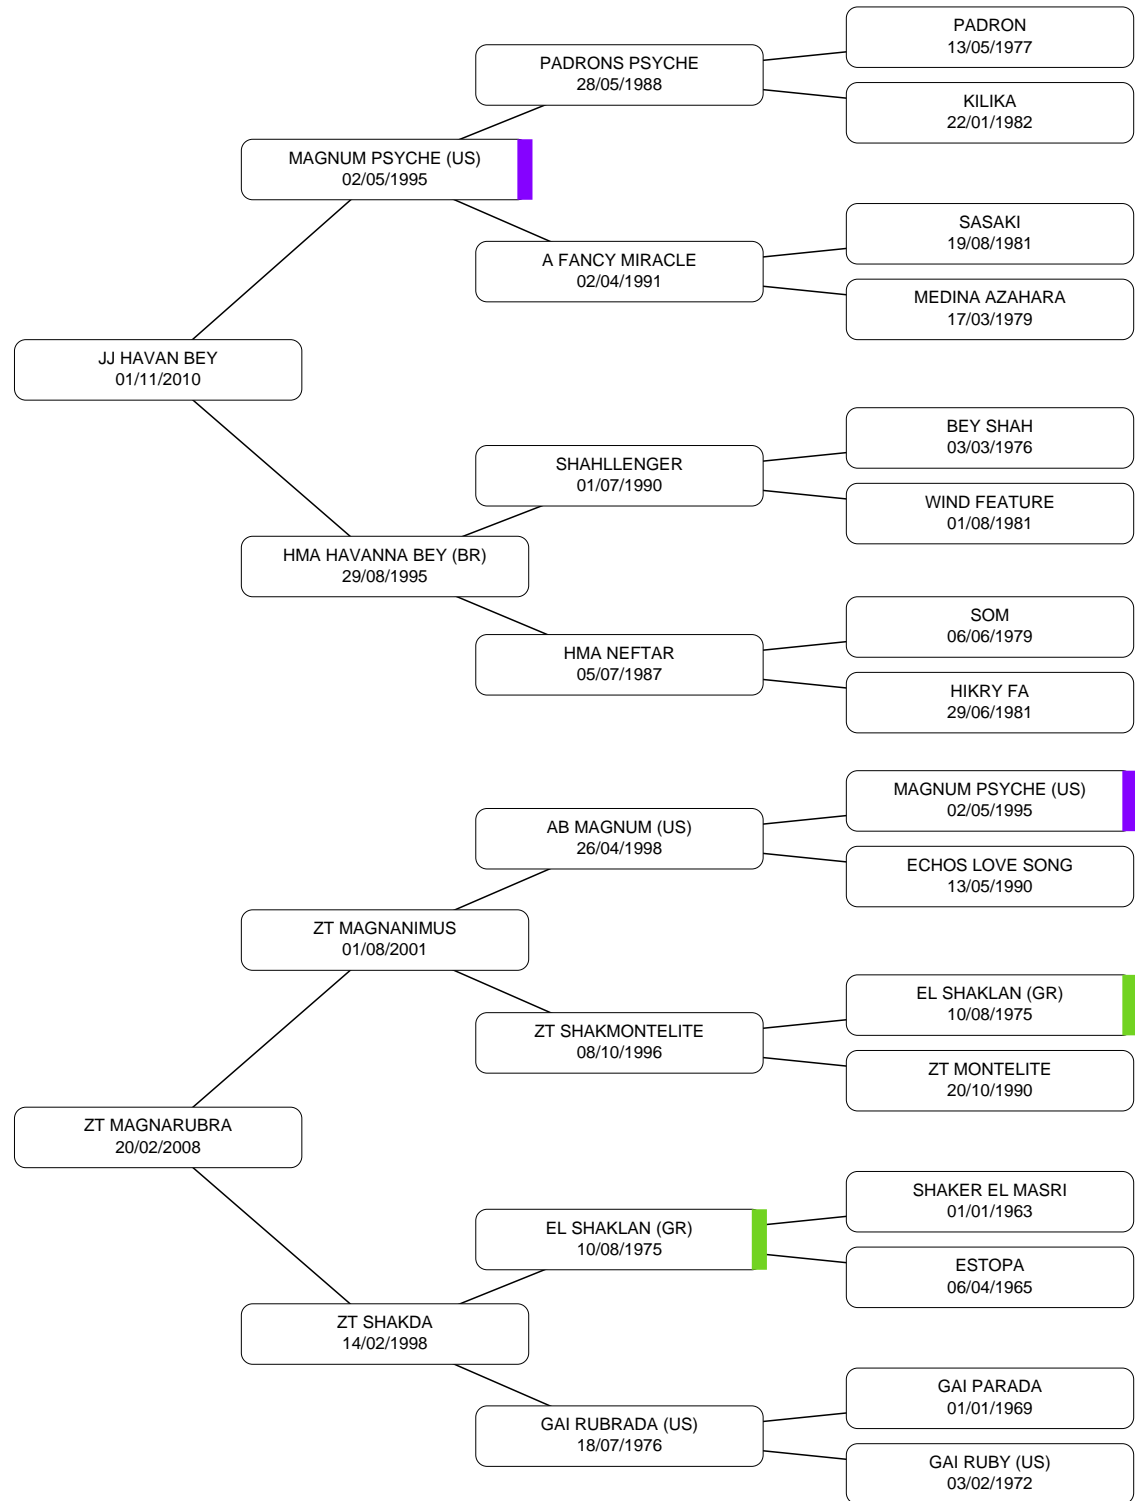 PADRON
13/05/1977
PADRONS PSYCHE
28/05/1988
KILIKA
22/01/1982
MAGNUM PSYCHE (US)
02/05/1995
SASAKI
19/08/1981
A FANCY MIRACLE
02/04/1991
MEDINA AZAHARA
17/03/1979
JJ HAVAN BEY
01/11/2010
BEY SHAH
03/03/1976
SHAHLLENGER
01/07/1990
WIND FEATURE
01/08/1981
HMA HAVANNA BEY (BR)
29/08/1995
SOM
06/06/1979
HMA NEFTAR
05/07/1987
HIKRY FA
29/06/1981
MAGNUM PSYCHE (US)
02/05/1995
AB MAGNUM (US)
26/04/1998
ECHOS LOVE SONG
13/05/1990
ZT MAGNANIMUS
01/08/2001
EL SHAKLAN (GR)
10/08/1975
ZT SHAKMONTELITE
08/10/1996
ZT MONTELITE
20/10/1990
ZT MAGNARUBRA
20/02/2008
SHAKER EL MASRI
01/01/1963
EL SHAKLAN (GR)
10/08/1975
ESTOPA
06/04/1965
ZT SHAKDA
14/02/1998
GAI PARADA
01/01/1969
GAI RUBRADA (US)
18/07/1976
GAI RUBY (US)
03/02/1972